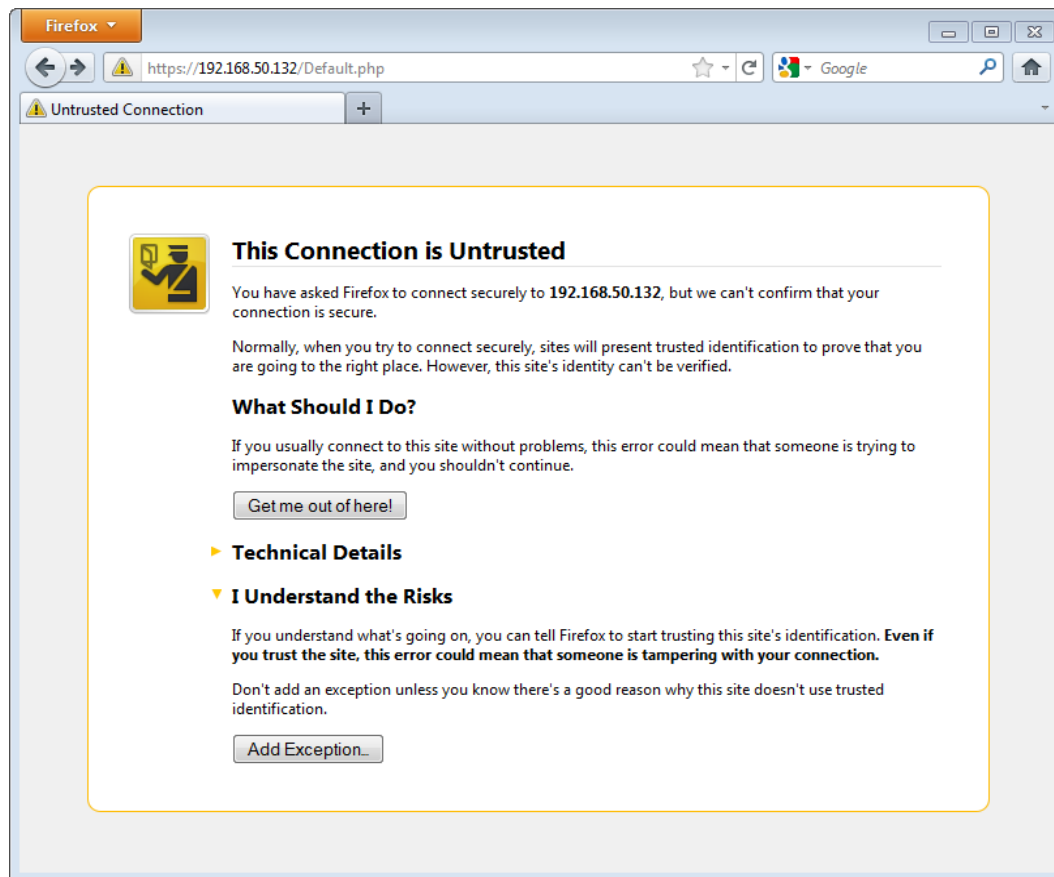 Firefox
https://192.168.50.132/Default.php
Google
Untrusted Connection
This Connection is Untrusted
You have asked Firefox to connect securely to 192.168.50.132, but we can't confirm that your
connection is secure.
Normally, when you try to connect securely, sites will present trusted identification to prove that you
are going to the right place. However, this site's identity can't be verified.
What Should I Do?
If you usually connect to this site without problems, this error could mean that someone is trying to
impersonate the site, and you shouldn't continue.
Get me out of here!
Technical Details
I Understand the Risks
If you understand what's going on, you can tell Firefox to start trusting this site's identification. Even if
you trust the site, this error could mean that someone is tampering with your connection.
Don't add an exception unless you know there's a good reason why this site doesn't use trusted
identification.
Add Exception...